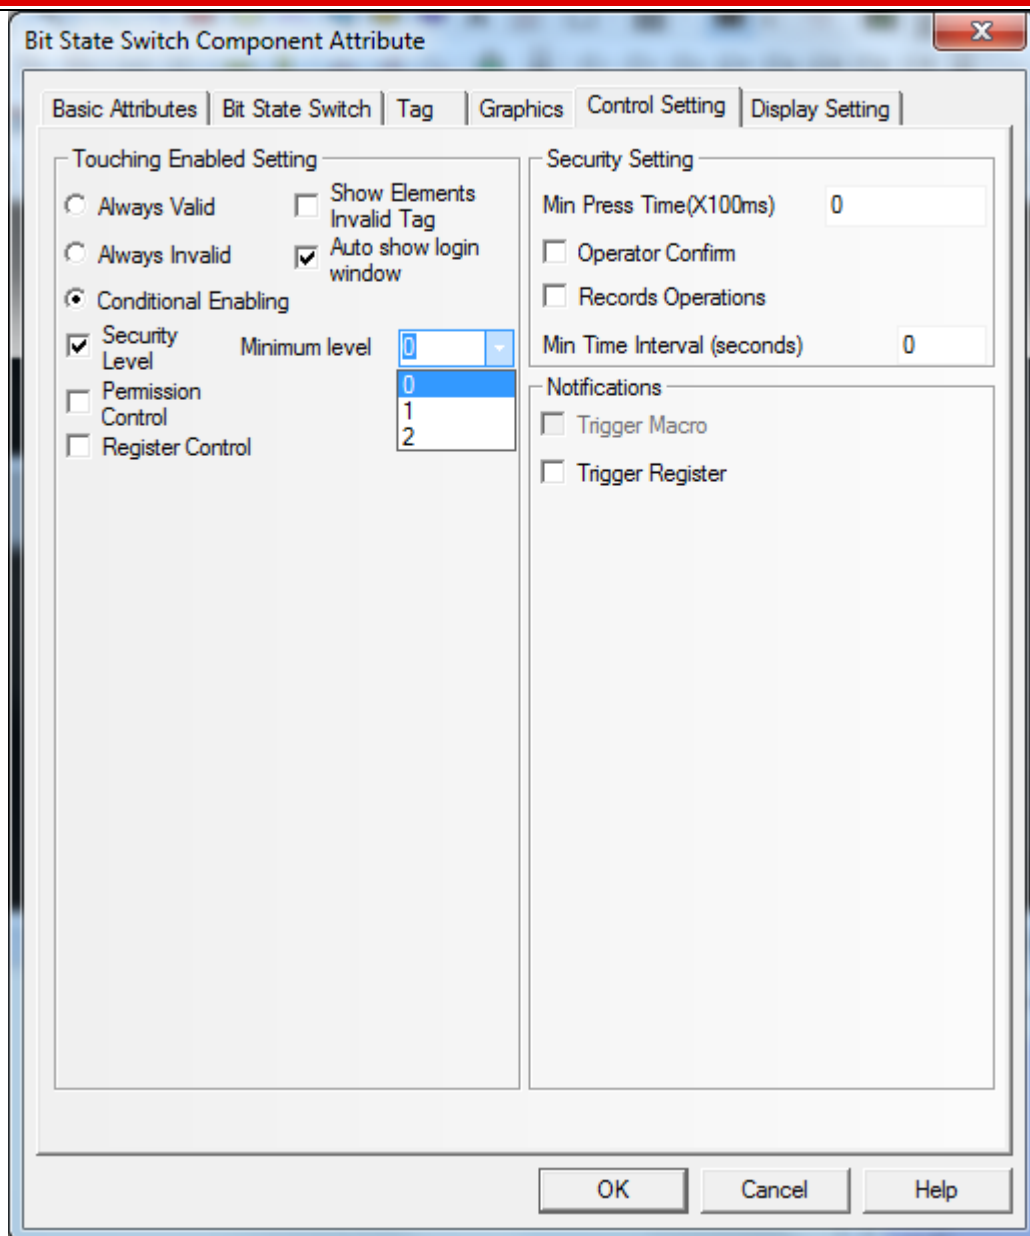 Bit State Switch Component Attribute
Basic Attributes Bit State Switch Tag Graphics Control Setting Display Setting
Touching Enabled Setting
Always Valid
Show Elements
Invalid Tag
Always Invalid
Auto show login
window
Conditional Enabling
Security
Level
Minimum level 0
0
1
2
Permission
Control
Register Control
Security Setting
Min Press Time(X100ms) 0
Operator Confirm
Records Operations
Min Time Interval (seconds) 0
Notifications
Trigger Macro
Trigger Register
OK Cancel Help